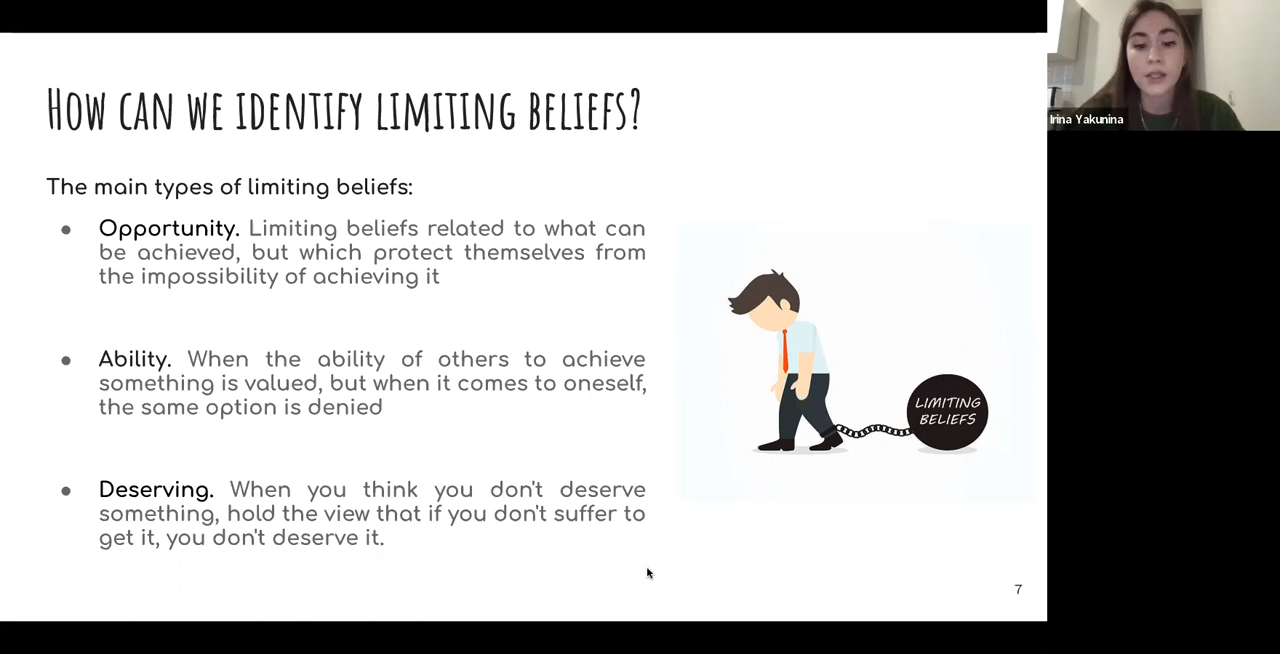 How can we identify limiting beliefs?
The main types of limiting beliefs:
● Opportunity. Limiting beliefs related to what can
be achieved, but which protect themselves from
the impossibility of achieving it
● Ability. When the ability of others to achieve
something is valued, but when it comes to oneself,
the same option is denied
● Deserving. When you think you don't deserve
something, hold the view that if you don't suffer to
get it, you don't deserve it.
LIMITING
BELIEFS
7
Irina Yakunina